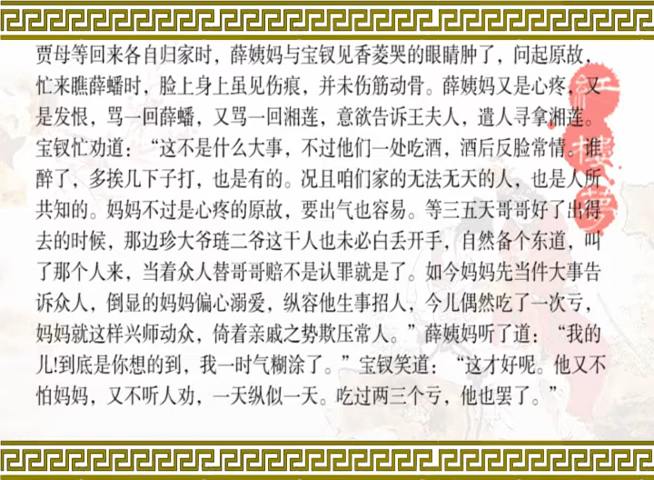 贾母等回来各自归家时，薛姨妈与宝钗见香菱哭的眼睛肿了，问起原故，
忙来瞧薛蟠时，脸上身上虽见伤痕，并未伤筋动骨。薛姨妈又是心疼，又
是发恨，骂一回薛蟠，又骂一回湘莲，意欲告诉王夫人，遣人寻拿湘莲。
宝钗忙劝道：“这不是什么大事，不过他们一处吃酒，酒后反脸常情。谁
醉了，多挨几下子打，也是有的。况且咱们家的无法无天的人，也是人所
共知的。妈妈不过是心疼的原故，要出气也容易。等三五天哥哥好了出得
去的时候，那边珍大爷琏二爷这干人也未必白丢开手，自然备个东道，叫
了那个人来，当着众人替哥哥赔不是认罪就是了。如今妈妈先当件大事告
诉众人，倒显的妈妈偏心溺爱，纵容他生事招人，今儿偶然吃了一次亏，
妈妈就这样兴师动众，倚着亲戚之势欺压常人。”薛姨妈听了道：“我的
儿!到底是你想的到，我一时气糊涂了。”宝钗笑道：“这才好呢。他又不
怕妈妈，又不听人劝，一天纵似一天。吃过两三个亏，他也罢了。”
红楼夢